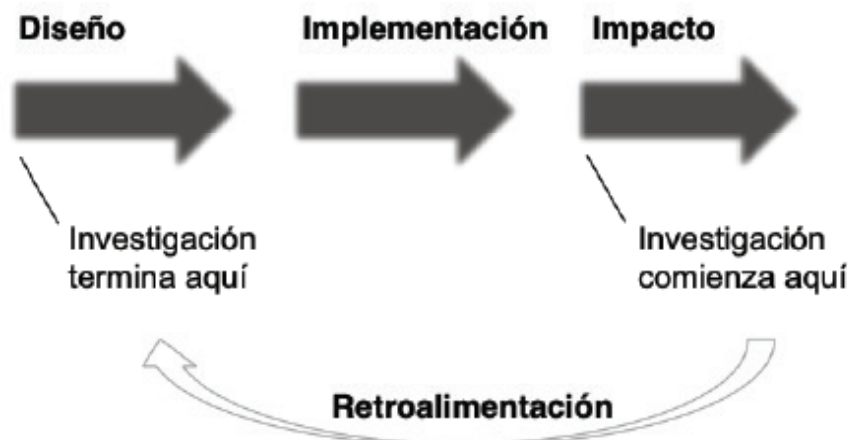 Diseño
Implementación
Impacto
Investigación
termina aquí
Investigación
comienza aquí
Retroalimentación